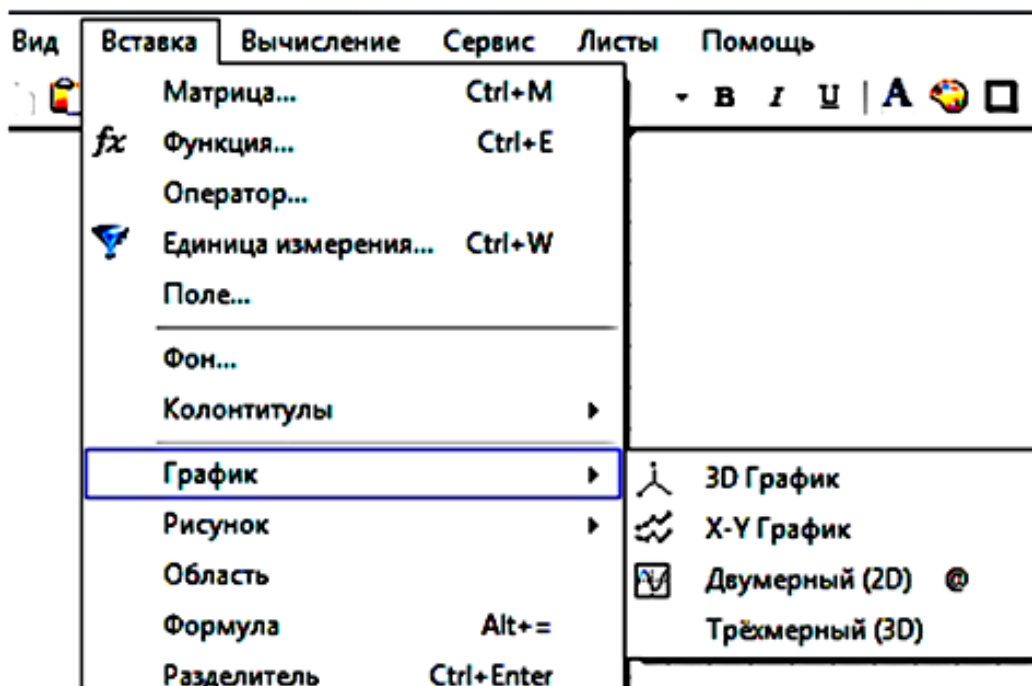 Вид Вставка Вычисление Сервис Листы Помощь
Матрица... Ctrl+M B I U A
fx Функция... Ctrl+E
Оператор...
Единица измерения... Ctrl+W
Поле...
Фон...
Колонтитулы
График 3D График
Рисунок X-Y График
Область Двумерный (2D) @
Формула Alt+= Трёхмерный (3D)
Разделитель Ctrl+Enter